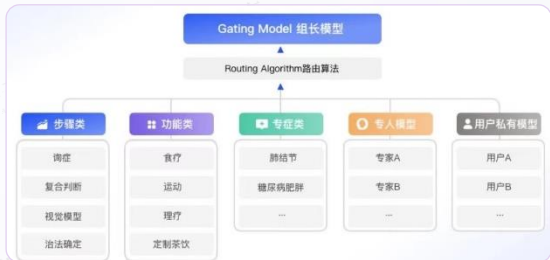 Gating Model 组长模型
Routing Algorithm路由算法
步骤类
功能类
专症类
专人模型
用户私有模型
询症
食疗
肺结节
专家A
用户A
复合判断
运动
糖尿病肥胖
专家B
用户B
视觉模型
理疗
...
...
...
治法确定
定制茶饮